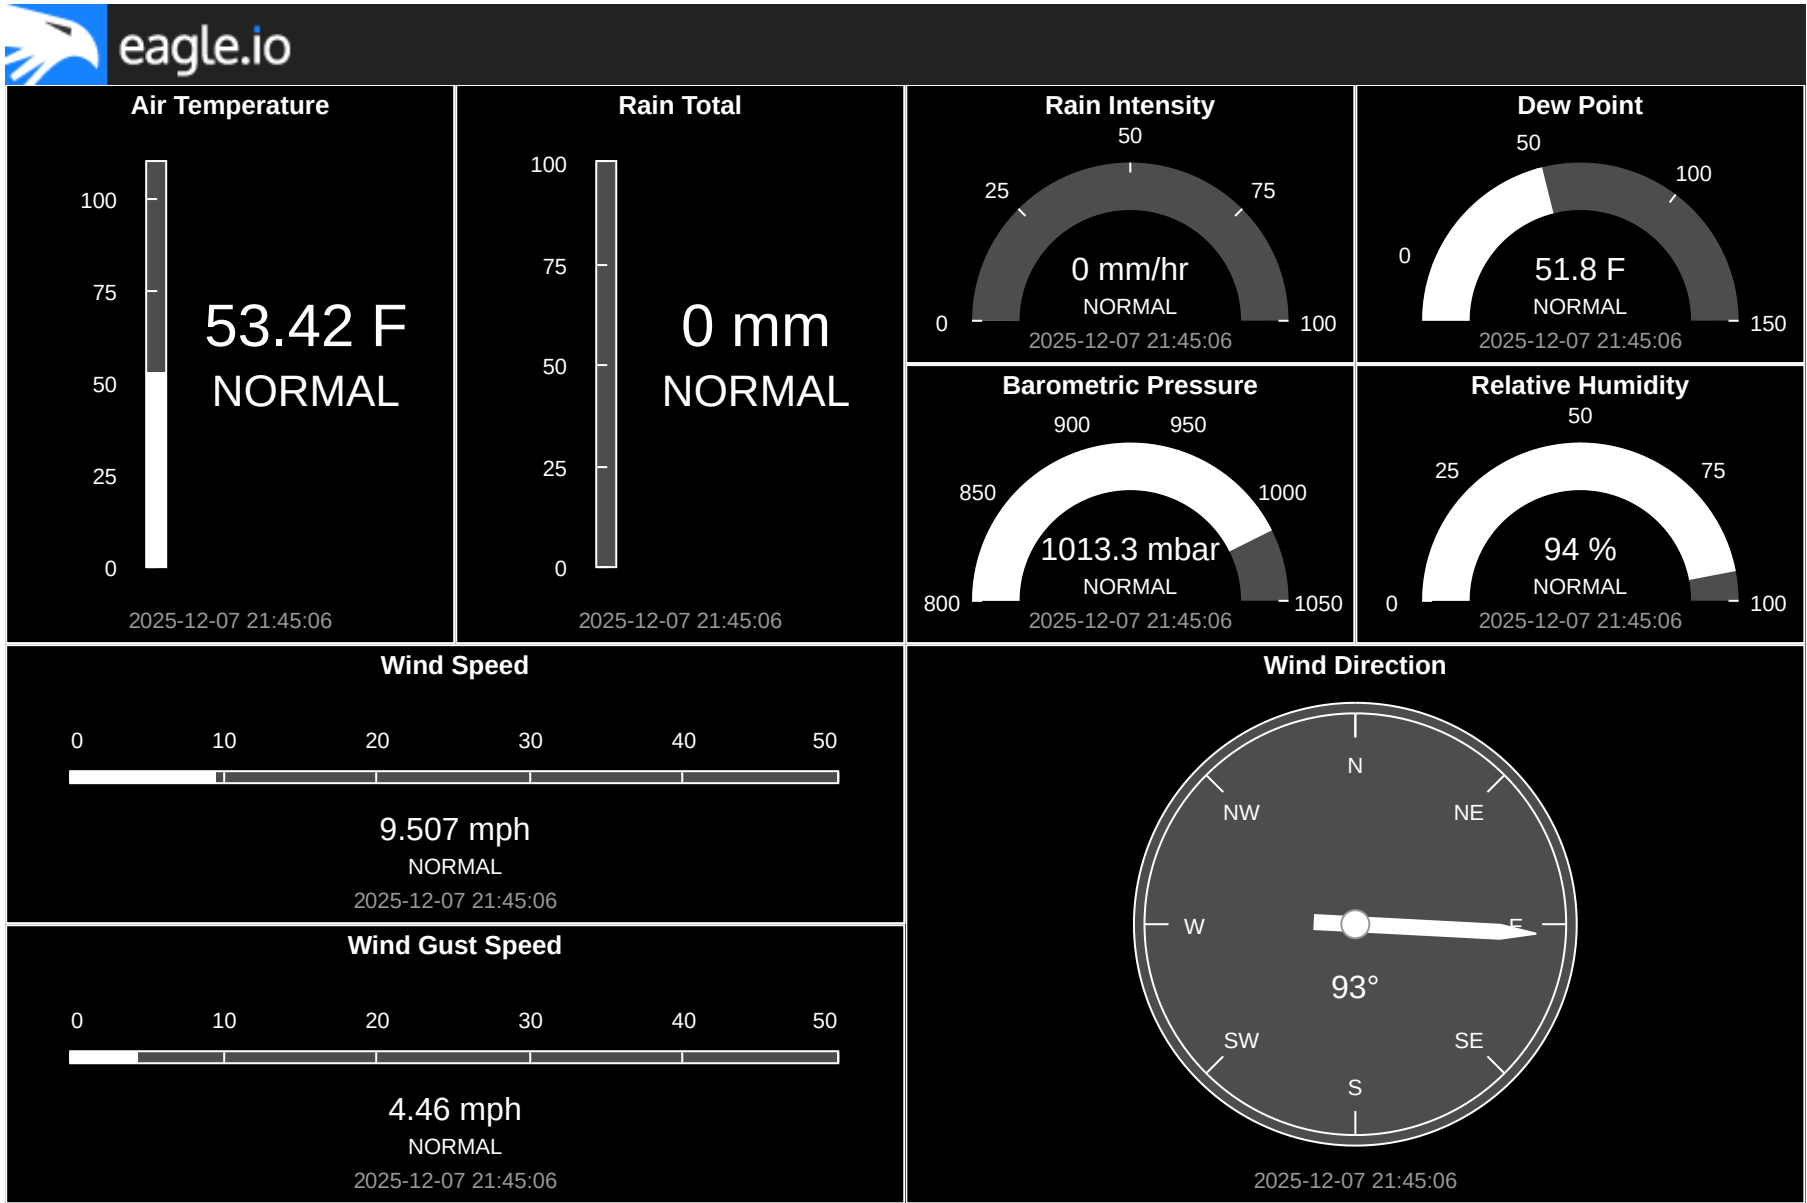 eagle.io
Air Temperature
100
75
50
25
0
53.42 F
NORMAL
2025-12-07 21:45:06
Rain Total
100
75
50
25
0
0 mm
NORMAL
2025-12-07 21:45:06
Rain Intensity
0
25
50
75
100
0 mm/hr
NORMAL
2025-12-07 21:45:06
Dew Point
0
50
100
150
51.8 F
NORMAL
2025-12-07 21:45:06
Barometric Pressure
800
850
900
950
1000
1050
1013.3 mbar
NORMAL
2025-12-07 21:45:06
Relative Humidity
0
25
50
75
100
94 %
NORMAL
2025-12-07 21:45:06
Wind Speed
0 10 20 30 40 50
9.507 mph
NORMAL
2025-12-07 21:45:06
Wind Gust Speed
0 10 20 30 40 50
4.46 mph
NORMAL
2025-12-07 21:45:06
Wind Direction
N
NW NE
W E
93°
SW SE
S
2025-12-07 21:45:06